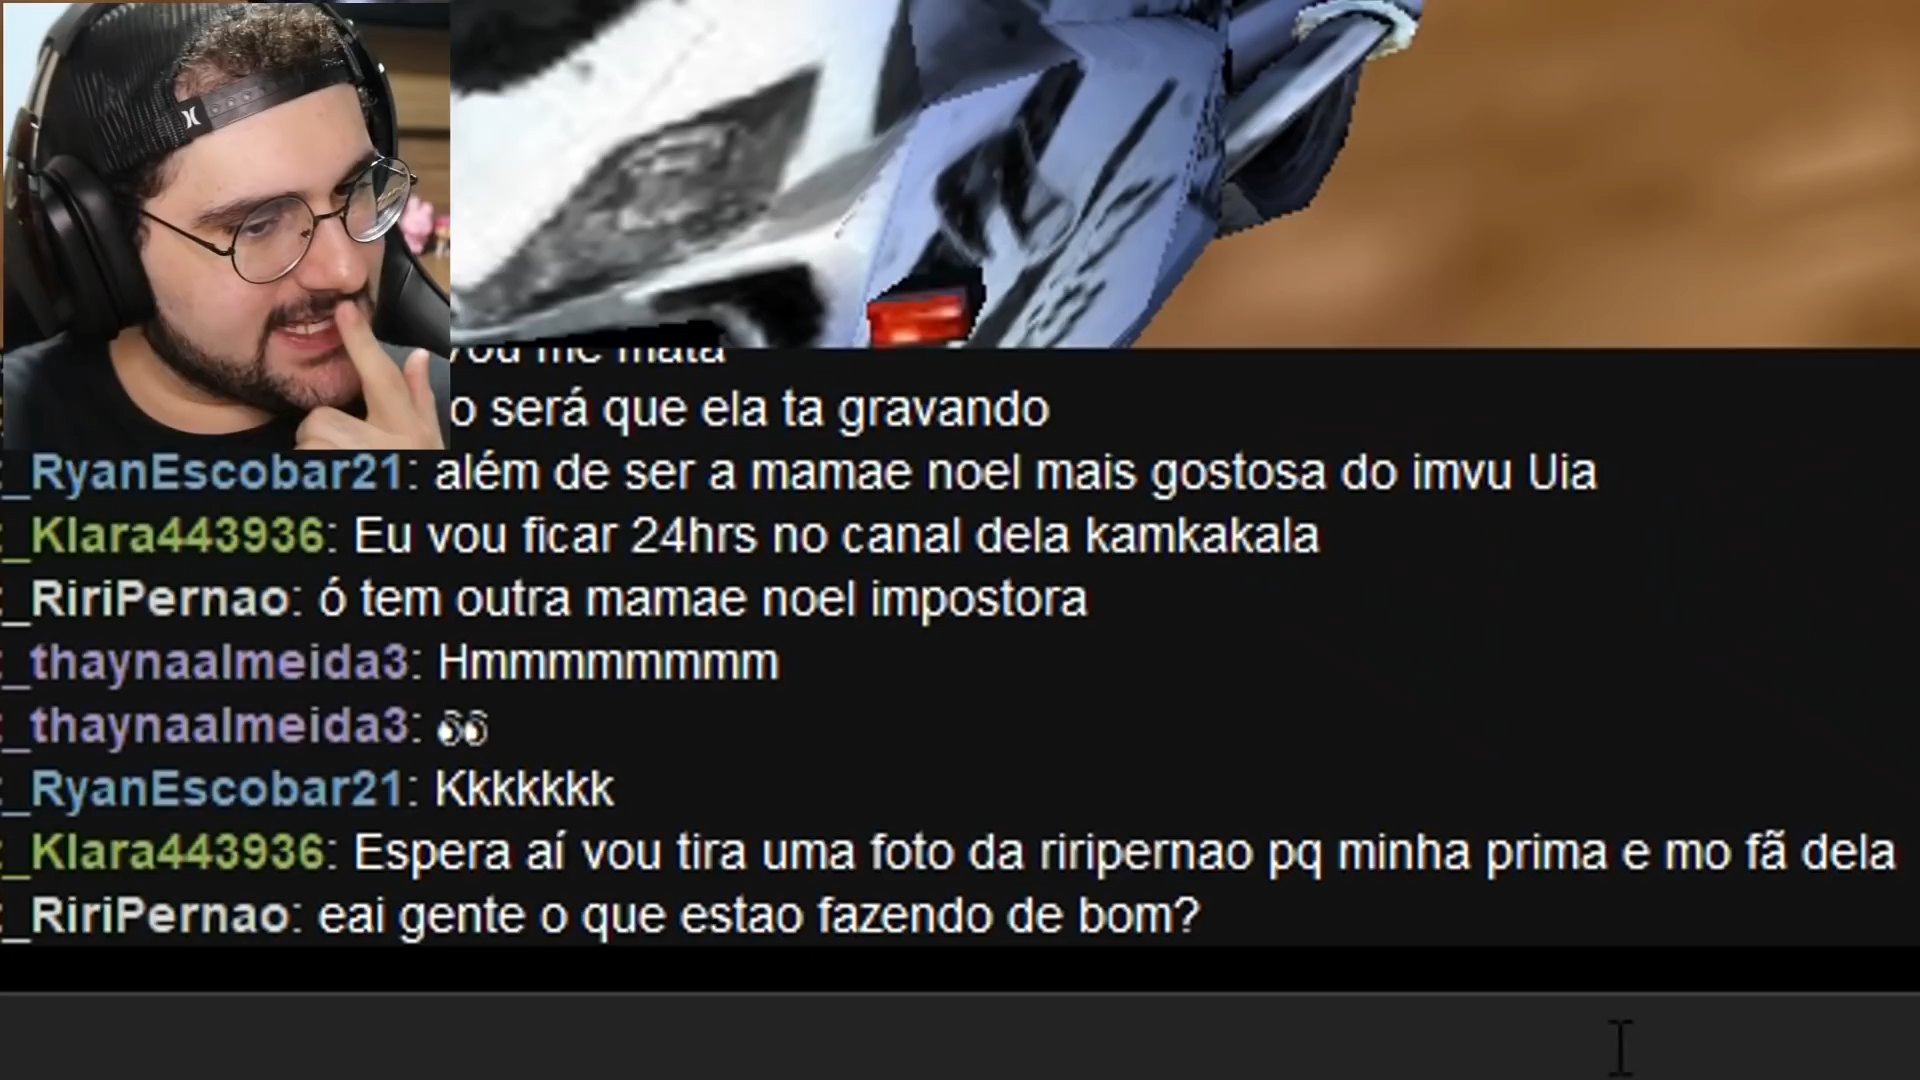 vou me mata
o será que ela ta gravando
:_RyanEscobar21: além de ser a mamae noel mais gostosa do imvu Uia
:_Klara443936: Eu vou ficar 24hrs no canal dela kamkakala
:_RiriPernao: ó tem outra mamae noel impostora
:_thaynaalmeida3: Hmmmmmmmm
:_thaynaalmeida3: 👀
:_RyanEscobar21: Kkkkkkk
:_Klara443936: Espera aí vou tira uma foto da riripernao pq minha prima e mo fã dela
:_RiriPernao: eai gente o que estao fazendo de bom?